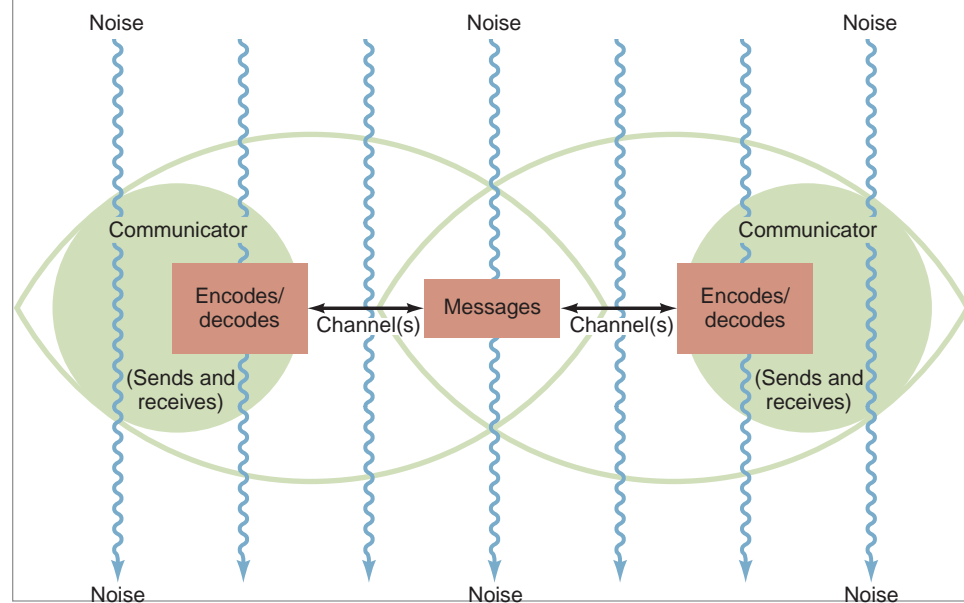 Noise
Noise
Noise
Communicator
Communicator
Encodes/
decodes
Channel(s)
Messages
Channel(s)
Encodes/
decodes
(Sends and
receives)
(Sends and
receives)
Noise
Noise
Noise